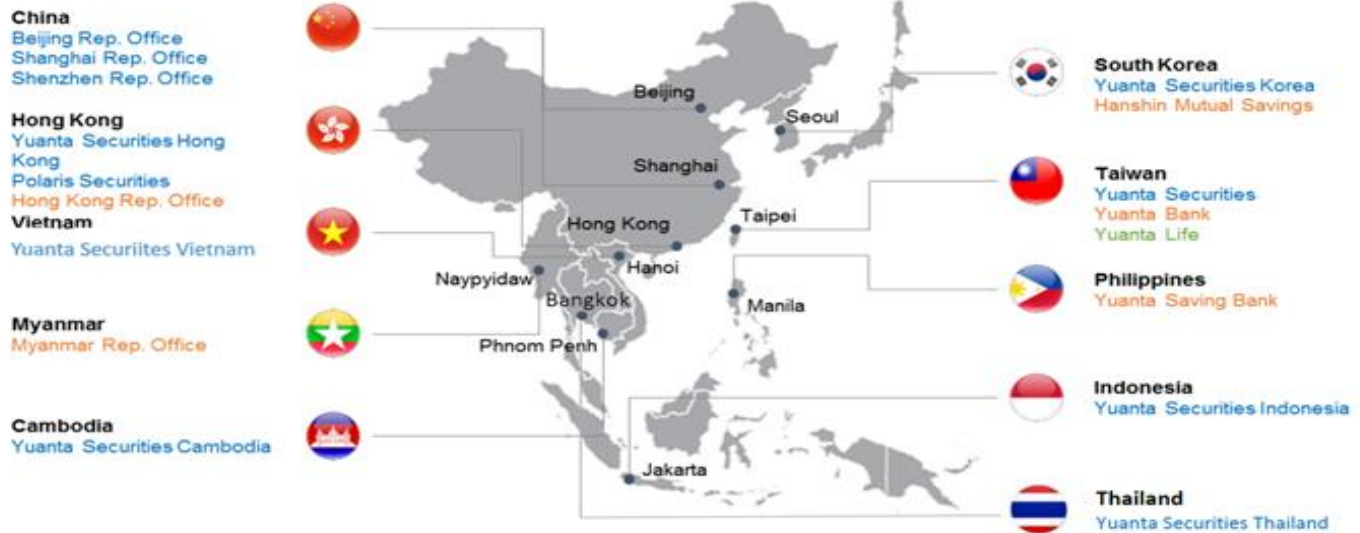 China
Beijing Rep. Office
Shanghai Rep. Office
Shenzhen Rep. Office
Hong Kong
Yuanta Securities Hong
Kong
Polaris Securities
Hong Kong Rep. Office
Vietnam
Yuanta Securiites Vietnam
Myanmar
Myanmar Rep. Office
Cambodia
Yuanta Securities Cambodia
Beijing
Seoul
Shanghai
Hong Kong
Taipei
Hanoi
Naypyidaw
Bangkok
Manila
Phnom Penh
Jakarta
South Korea
Yuanta Securities Korea
Hanshin Mutual Savings
Taiwan
Yuanta Securities
Yuanta Bank
Yuanta Life
Philippines
Yuanta Saving Bank
Indonesia
Yuanta Securities Indonesia
Thailand
Yuanta Securities Thailand